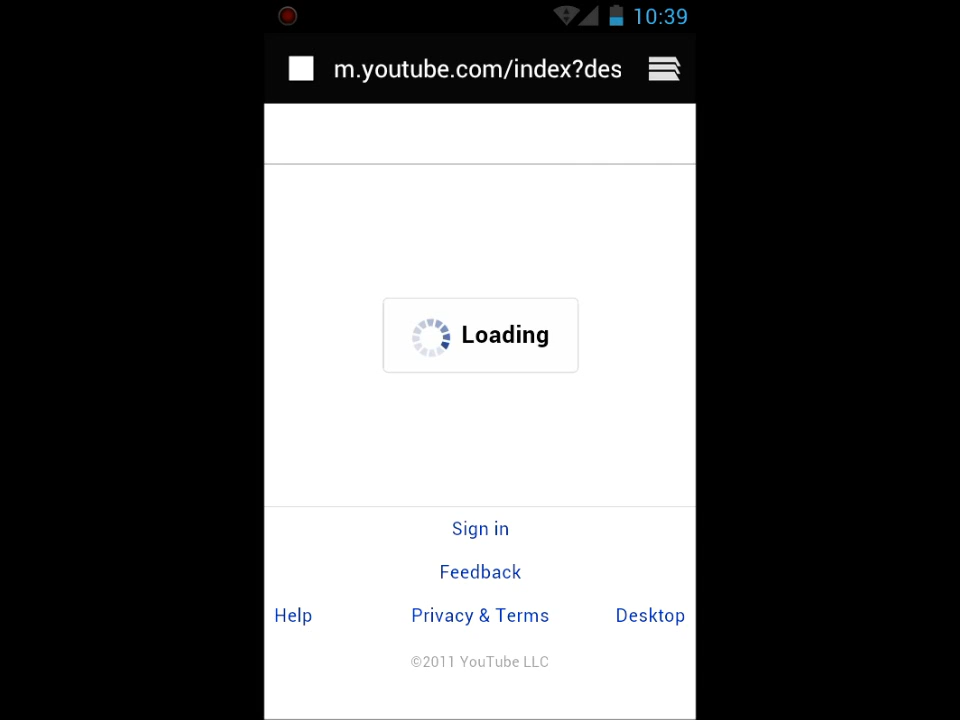 10:39
m.youtube.com/index?des
Loading
Sign in
Feedback
Help Privacy & Terms Desktop
©2011 YouTube LLC